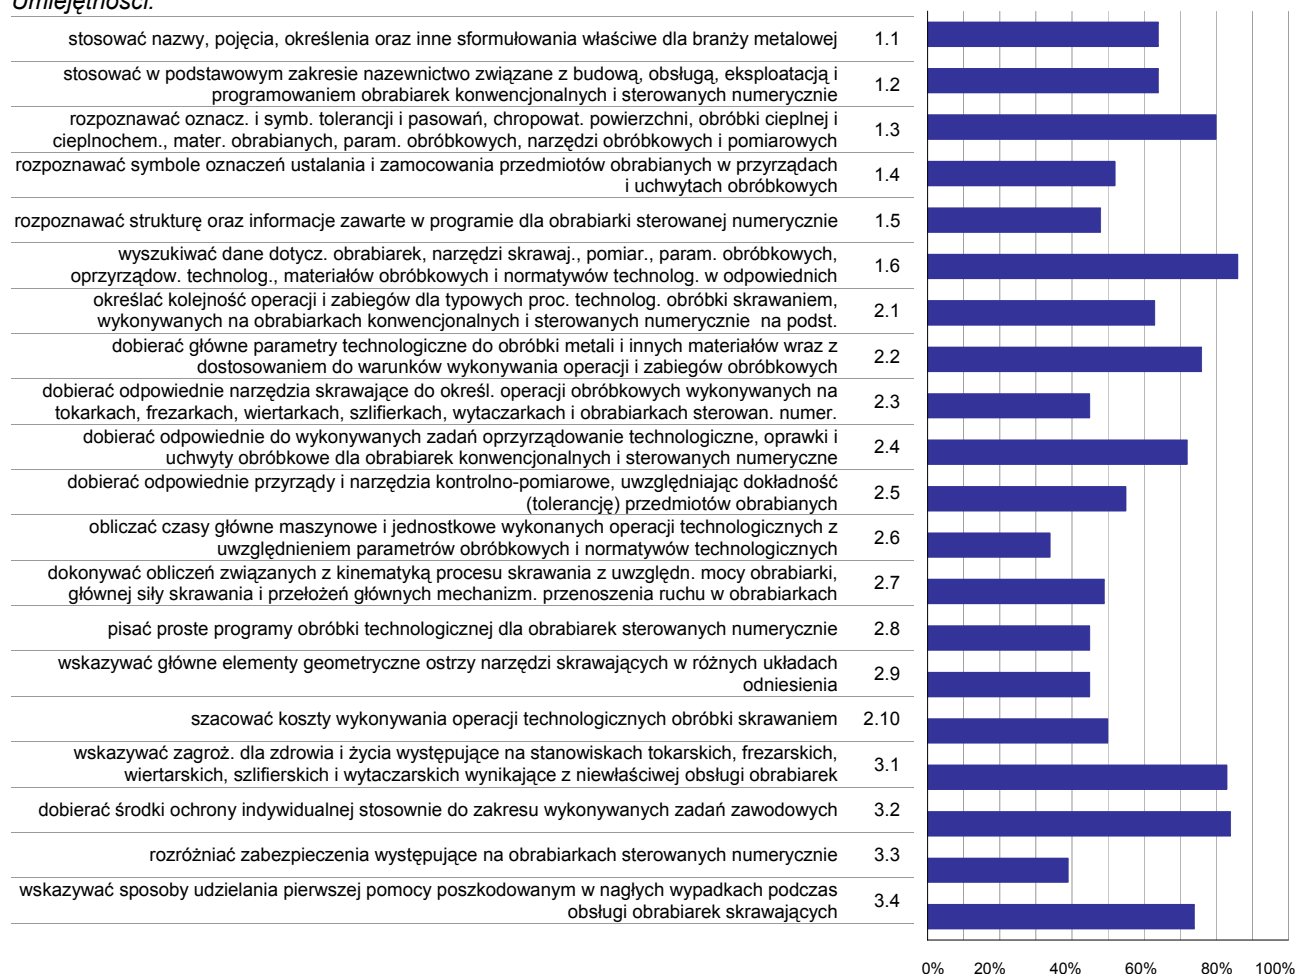 Umiejętności:
stosować nazwy, pojęcia, określenia oraz inne sformułowania właściwe dla branży metalowej 1.1
stosować w podstawowym zakresie nazewnictwo związane z budową, obsługą, eksploatacją i
programowaniem obrabiarek konwencjonalnych i sterowanych numerycznie 1.2
rozpoznawać oznacz. i symb. tolerancji i pasowań, chropowat. powierzchni, obróbki cieplnej i
cieplnochem., mater. obrabianych, param. obróbkowych, narzędzi obróbkowych i pomiarowych 1.3
rozpoznawać symbole oznaczeń ustalania i zamocowania przedmiotów obrabianych w przyrządach
i uchwytach obróbkowych 1.4
rozpoznawać strukturę oraz informacje zawarte w programie dla obrabiarki sterowanej numerycznie 1.5
wyszukiwać dane dotycz. obrabiarek, narzędzi skrawaj., pomiar., param. obróbkowych,
oprzyrządow. technolog., materiałów obróbkowych i normatywów technolog. w odpowiednich 1.6
określać kolejność operacji i zabiegów dla typowych proc. technolog. obróbki skrawaniem,
wykonywanych na obrabiarkach konwencjonalnych i sterowanych numerycznie na podst. 2.1
dobierać główne parametry technologiczne do obróbki metali i innych materiałów wraz z
dostosowaniem do warunków wykonywania operacji i zabiegów obróbkowych 2.2
dobierać odpowiednie narzędzia skrawające do określ. operacji obróbkowych wykonywanych na
tokarkach, frezarkach, wiertarkach, szlifierkach, wytaczarkach i obrabiarkach sterowan. numer. 2.3
dobierać odpowiednie do wykonywanych zadań oprzyrządowanie technologiczne, oprawki i
uchwyty obróbkowe dla obrabiarek konwencjonalnych i sterowanych numeryczne 2.4
dobierać odpowiednie przyrządy i narzędzia kontrolno-pomiarowe, uwzględniając dokładność
(tolerancję) przedmiotów obrabianych 2.5
obliczać czasy główne maszynowe i jednostkowe wykonanych operacji technologicznych z
uwzględnieniem parametrów obróbkowych i normatywów technologicznych 2.6
dokonywać obliczeń związanych z kinematyką procesu skrawania z uwzględn. mocy obrabiarki,
głównej siły skrawania i przełożeń głównych mechanizm. przenoszenia ruchu w obrabiarkach 2.7
pisać proste programy obróbki technologicznej dla obrabiarek sterowanych numerycznie 2.8
wskazywać główne elementy geometryczne ostrzy narzędzi skrawających w różnych układach
odniesienia 2.9
szacować koszty wykonywania operacji technologicznych obróbki skrawaniem 2.10
wskazywać zagroż. dla zdrowia i życia występujące na stanowiskach tokarskich, frezarskich,
wiertarskich, szlifierskich i wytaczarskich wynikające z niewłaściwej obsługi obrabiarek 3.1
dobierać środki ochrony indywidualnej stosownie do zakresu wykonywanych zadań zawodowych 3.2
rozróżniać zabezpieczenia występujące na obrabiarkach sterowanych numerycznie 3.3
wskazywać sposoby udzielania pierwszej pomocy poszkodowanym w nagłych wypadkach podczas
obsługi obrabiarek skrawających 3.4
0% 20% 40% 60% 80% 100%